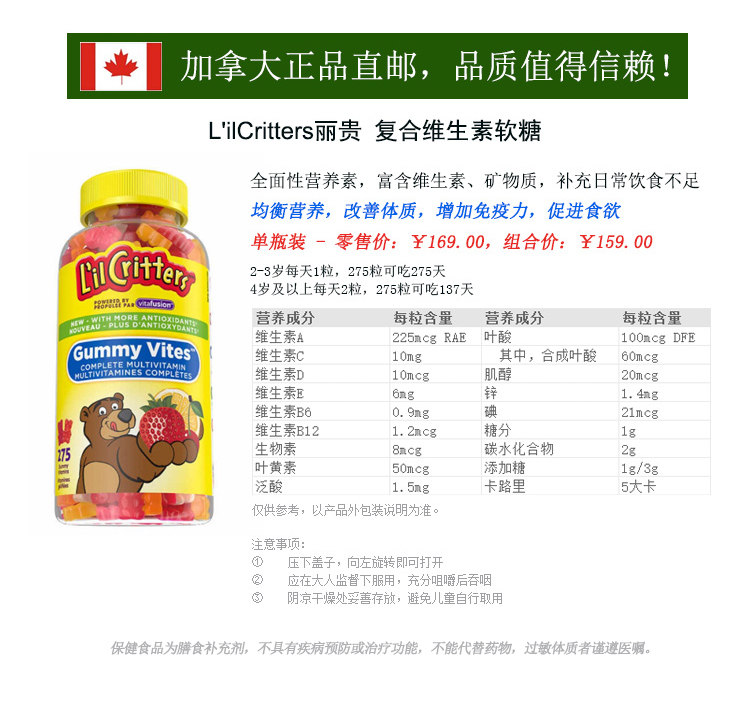 加拿大正品直邮，品质值得信赖！
L'ilCritters丽贵 复合维生素软糖
全面性营养素，富含维生素、矿物质，补充日常饮食不足
均衡营养，改善体质，增加免疫力，促进食欲
单瓶装 - 零售价：￥169.00，组合价：￥159.00
2-3岁每天1粒，275粒可吃275天
4岁及以上每天2粒，275粒可吃137天
L'il Critters
POWERED BY
PROPULSÉ PAR vitafusion
NEW - WITH MORE ANTIOXIDANTS
NOUVEAU - PLUS D'ANTIOXYDANTS
Gummy Vites
COMPLETE MULTIVITAMIN
MULTIVITAMINES COMPLÈTES
275
营养成分 每粒含量 营养成分 每粒含量
维生素A 225mcg RAE 叶酸 100mcg DFE
维生素C 10mg 其中，合成叶酸 60mcg
维生素D 10mcg 肌醇 20mcg
维生素E 6mg 锌 1.4mg
维生素B6 0.9mg 碘 21mcg
维生素B12 1.2mcg 糖分 1g
生物素 8mcg 碳水化合物 2g
叶黄素 50mcg 添加糖 1g/3g
泛酸 1.5mg 卡路里 5大卡
仅供参考，以产品外包装说明为准。
注意事项：
① 压下盖子，向左旋转即可打开
② 应在大人监督下服用，充分咀嚼后吞咽
③ 阴凉干燥处妥善存放，避免儿童自行取用
保健食品为膳食补充剂，不具有疾病预防或治疗功能，不能代替药物，过敏体质者谨遵医嘱。